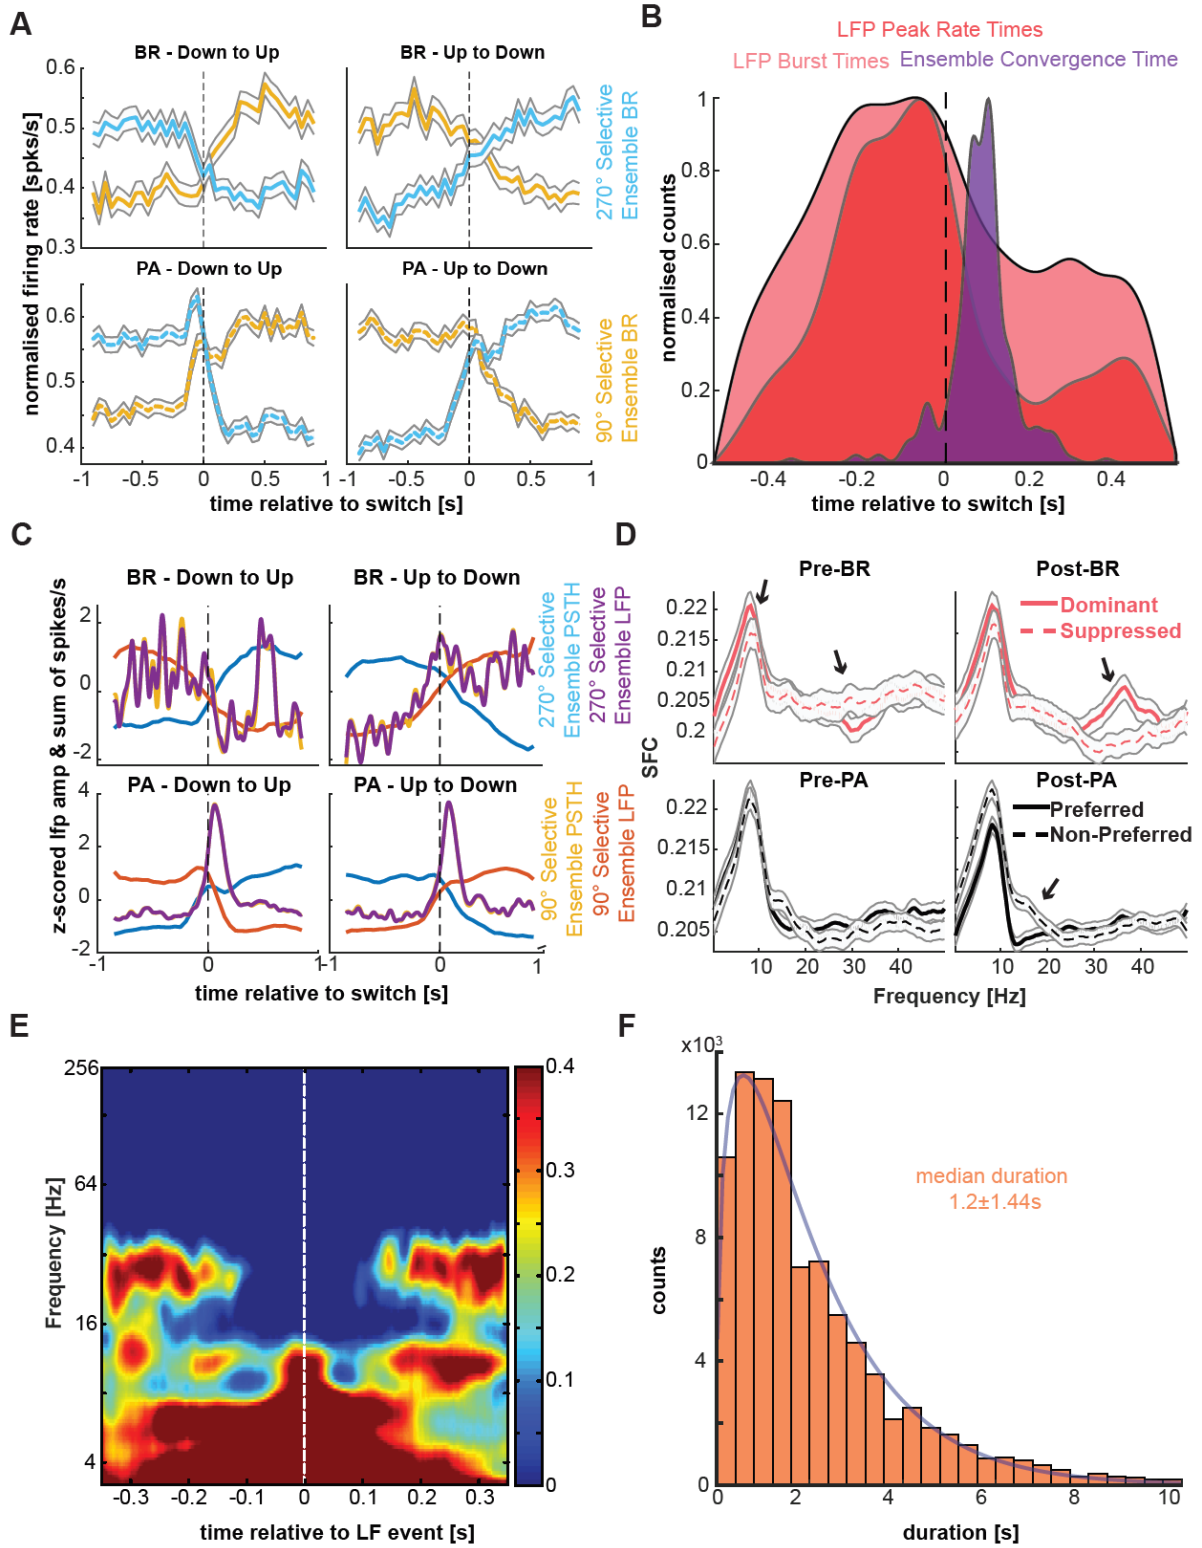 A
BR - Down to Up
BR - Up to Down
0.6
0.5
0.4
0.3
PA - Down to Up
PA - Up to Down
0.6
0.5
0.4
-1
-0.5
0
0.5
1
-1
-0.5
0
0.5
1
time relative to switch [s]
normalised firing rate [spks/s]
270° Selective
Ensemble BR
90° Selective
Ensemble BR
B
LFP Peak Rate Times
LFP Burst Times
Ensemble Convergence Time
1
0.8
0.6
0.4
0.2
0
-0.4
-0.2
0
0.2
0.4
normalised counts
time relative to switch [s]
C
BR - Down to Up
BR - Up to Down
2
0
-2
PA - Down to Up
PA - Up to Down
4
2
0
-2
-1
0
1
-1
0
1
time relative to switch [s]
z-scored lfp amp & sum of spikes/s
270° Selective
Ensemble PSTH
270° Selective
Ensemble LFP
90° Selective
Ensemble PSTH
90° Selective
Ensemble LFP
D
Pre-BR
Post-BR
Dominant
Suppressed
0.22
0.215
0.21
0.205
0.2
SFC
Pre-PA
Post-PA
Preferred
Non-Preferred
0.22
0.215
0.21
0.205
10
20
30
40
10
20
30
40
Frequency [Hz]
E
256
64
16
4
Frequency [Hz]
-0.3
-0.2
-0.1
0
0.1
0.2
0.3
time relative to LF event [s]
0.4
0.3
0.2
0.1
0
F
x10³
12
8
4
0
counts
median duration
1.2±1.44s
0
2
4
6
8
10
duration [s]